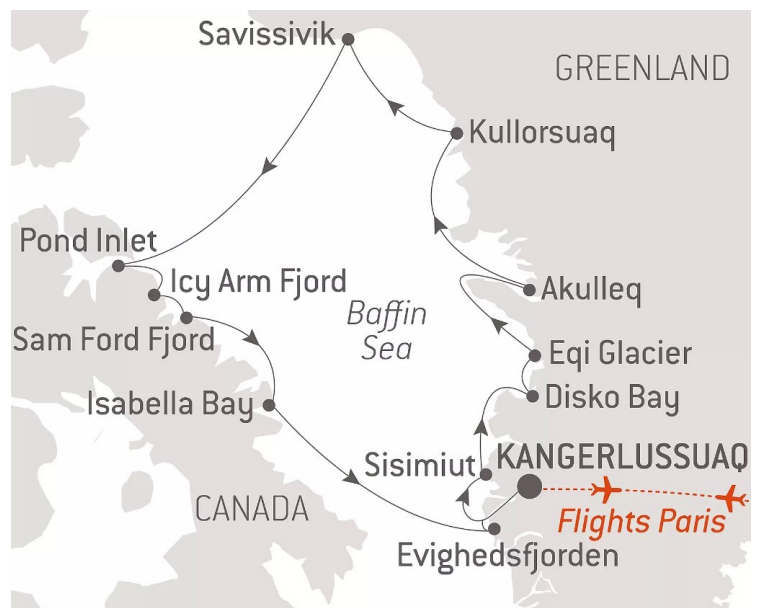 Savissivik
GREENLAND
Kullorsuaq
Pond Inlet
Icy Arm Fjord
Akulleq
Baffin
Sea
Sam Ford Fjord
Eqi Glacier
Disko Bay
Isabella Bay
Sisimiut
KANGERLUSSUAQ
CANADA
Flights Paris
Evighedsfjorden